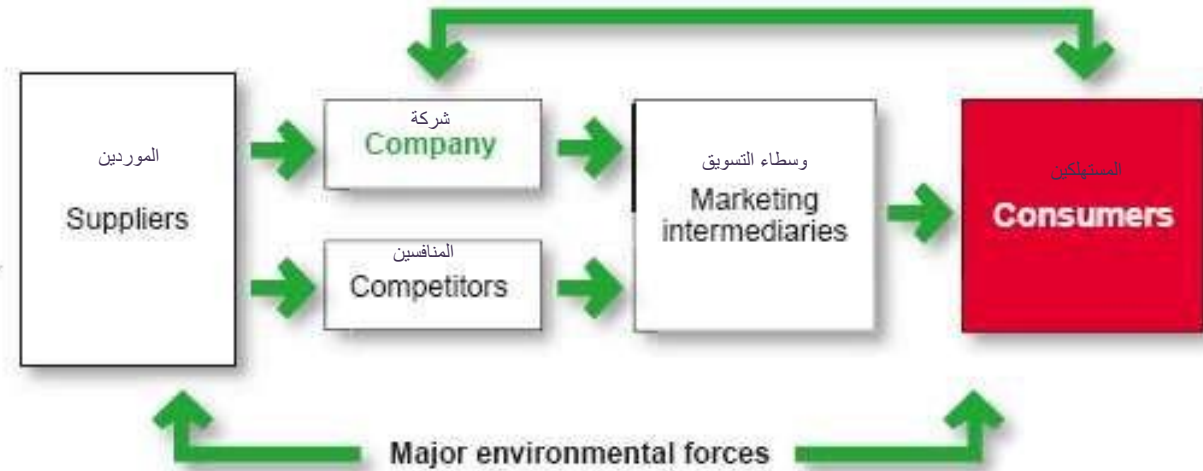 الموردين
Suppliers
شركة
Company
المنافسين
Competitors
وسطاء التسويق
Marketing
intermediaries
المستهلكين
Consumers
Major environmental forces